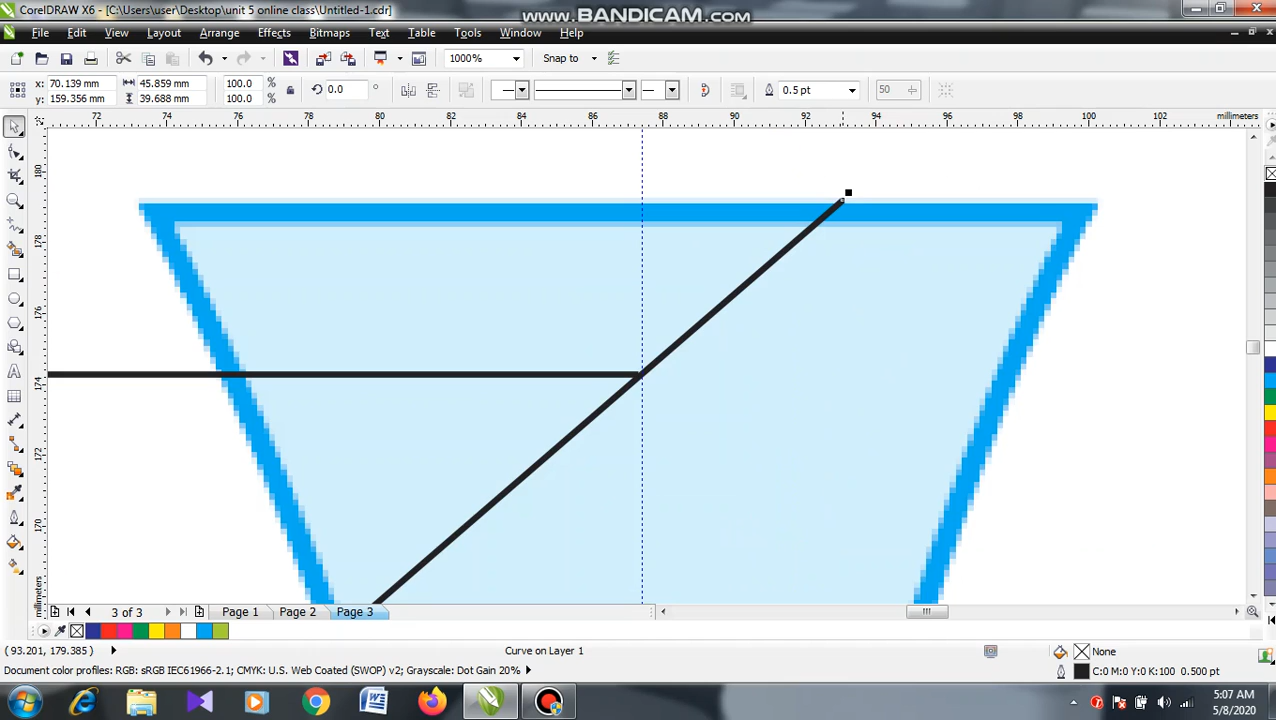 CorelDRAW X6 - [C:\Users\user\Desktop\unit 5 online class\Untitled-1.cdr]
www.BANDICAM.com
File Edit View Layout Arrange Effects Bitmaps Text Table Tools Window Help
1000% Snap to
x: 70.139 mm 45.859 mm 100.0 % 0.0 ° 0.5 pt 50
y: 159.356 mm 39.688 mm 100.0 %
72 74 76 78 80 82 84 86 88 90 92 94 96 98 100 102 millimeters
180
178
176
174
172
170
millimeters
3 of 3 Page 1 Page 2 Page 3
( 93.201, 179.385 ) Curve on Layer 1 None
Document color profiles: RGB: sRGB IEC61966-2.1; CMYK: U.S. Web Coated (SWOP) v2; Grayscale: Dot Gain 20% C:0 M:0 Y:0 K:100 0.500 pt
5:07 AM
5/8/2020